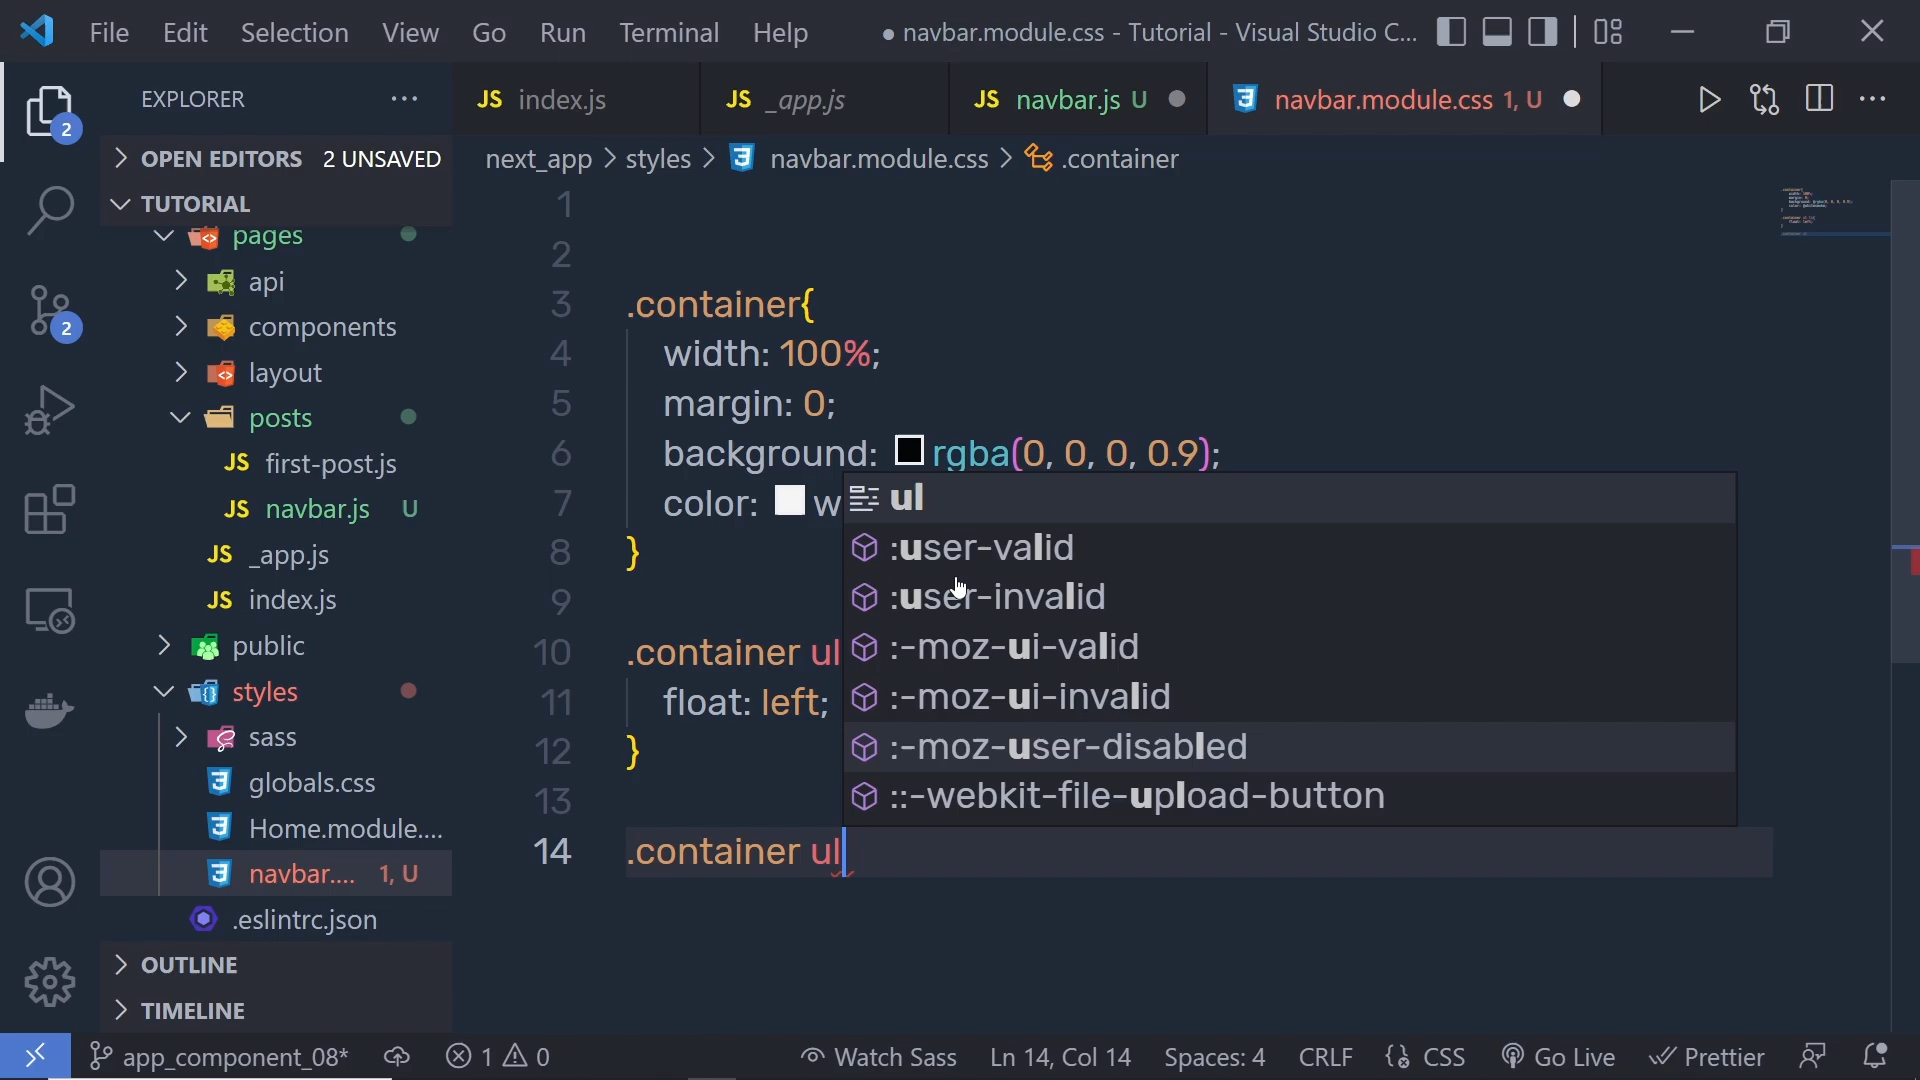 File Edit Selection View Go Run Terminal Help ● navbar.module.css - Tutorial - Visual Studio C...
EXPLORER ...
JS index.js JS _app.js JS navbar.js U navbar.module.css 1, U
OPEN EDITORS 2 UNSAVED
next_app > styles > navbar.module.css > .container
TUTORIAL
pages
api
components
layout
posts
JS first-post.js
JS navbar.js U
JS _app.js
JS index.js
public
styles
sass
globals.css
Home.module....
navbar.... 1, U
.eslintrc.json
OUTLINE
TIMELINE
2
2
1
2
3 .container{
4 width: 100%;
5 margin: 0;
6 background: rgba(0, 0, 0, 0.9);
7 color: w
8 }
9
10 .container ul
11 float: left;
12 }
13
14 .container ul
ul
:user-valid
:user-invalid
:-moz-ui-valid
:-moz-ui-invalid
:-moz-user-disabled
::-webkit-file-upload-button
app_component_08* 1 0 Watch Sass Ln 14, Col 14 Spaces: 4 CRLF CSS Go Live Prettier